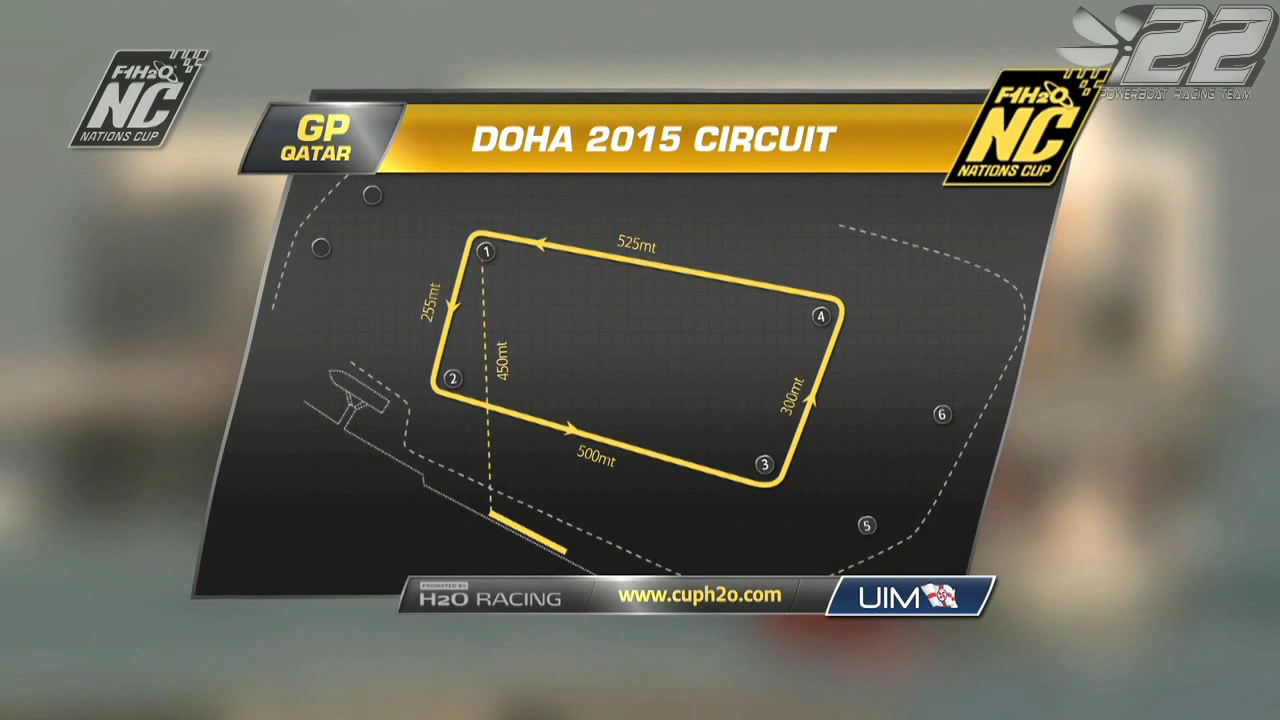 22
POWERBOAT RACING TEAM
F1H2O
NC
NATIONS CUP
GP
QATAR
DOHA 2015 CIRCUIT
F1H2O
NC
NATIONS CUP
1
525mt
4
255mt
450mt
2
300mt
6
500mt
3
5
PROMOTED BY
H2O RACING
www.cuph2o.com
UIM